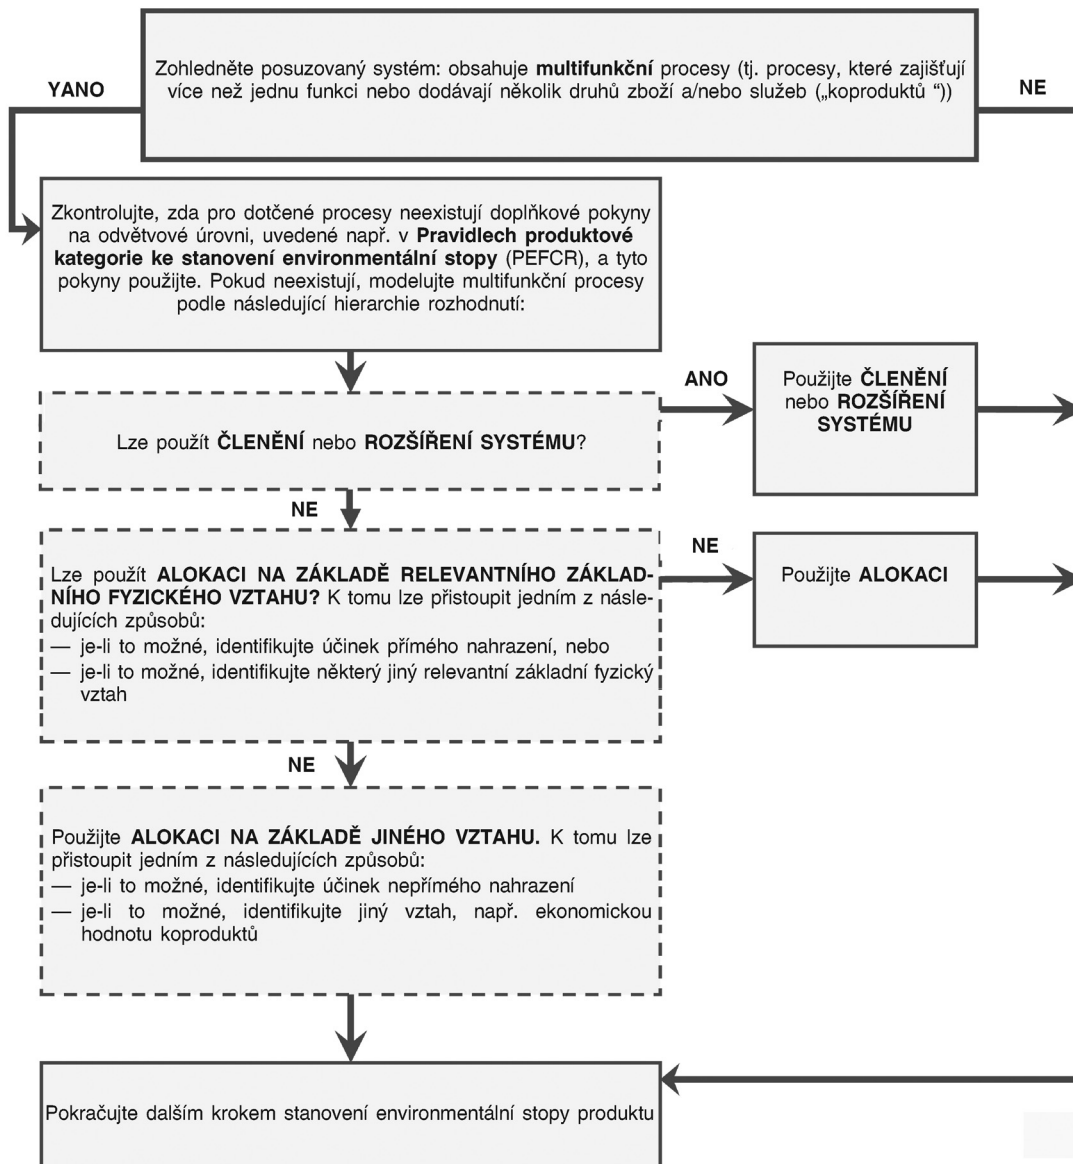 Zohledněte posuzovaný systém: obsahuje multifunkční procesy (tj. procesy, které zajišťují
více než jednu funkci nebo dodávají několik druhů zboží a/nebo služeb („koproduktů “))
YANO
NE
Zkontrolujte, zda pro dotčené procesy neexistují doplňkové pokyny
na odvětvové úrovni, uvedené např. v Pravidlech produktové
kategorie ke stanovení environmentální stopy (PEFCR), a tyto
pokyny použijte. Pokud neexistují, modelujte multifunkční procesy
podle následující hierarchie rozhodnutí:
Lze použít ČLENĚNÍ nebo ROZŠÍŘENÍ SYSTÉMU?
ANO
Použijte ČLENĚNÍ
nebo ROZŠÍŘENÍ
SYSTÉMU
NE
Lze použít ALOKACI NA ZÁKLADĚ RELEVANTNÍHO ZÁKLAD-
NÍHO FYZICKÉHO VZTAHU? K tomu lze přistoupit jedním z násle-
dujících způsobů:
— je-li to možné, identifikujte účinek přímého nahrazení, nebo
— je-li to možné, identifikujte některý jiný relevantní základní fyzický
vztah
NE
Použijte ALOKACI
NE
Použijte ALOKACI NA ZÁKLADĚ JINÉHO VZTAHU. K tomu lze
přistoupit jedním z následujících způsobů:
— je-li to možné, identifikujte účinek nepřímého nahrazení
— je-li to možné, identifikujte jiný vztah, např. ekonomickou
hodnotu koproduktů
Pokračujte dalším krokem stanovení environmentální stopy produktu